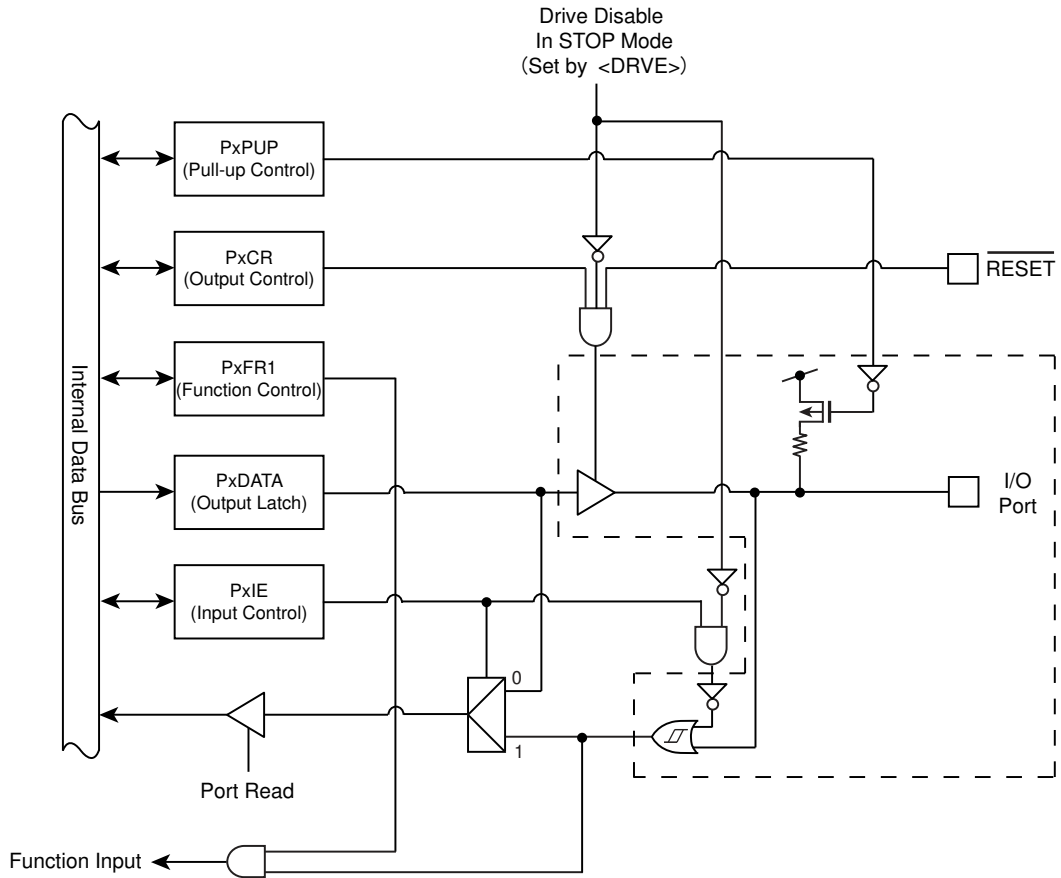 Drive Disable
In STOP Mode
(Set by <DRVE>)
PxPUP
(Pull-up Control)
PxCR
(Output Control)
RESET
PxFR1
(Function Control)
Internal Data Bus
PxDATA
(Output Latch)
I/O
Port
PxIE
(Input Control)
0
1
Port Read
Function Input